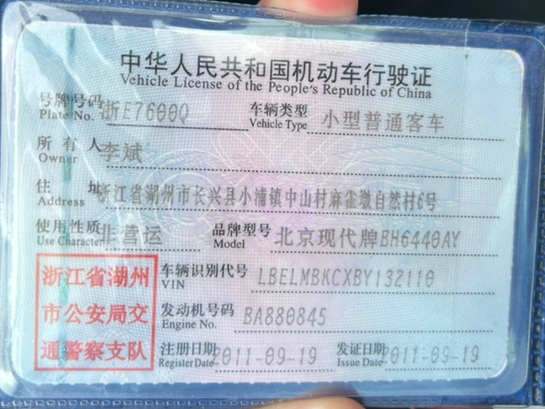 中华人民共和国机动车行驶证
Vehicle License of the People's Republic of China
号牌号码 浙E7600Q 车辆类型 小型普通客车
Plate No. Vehicle Type
所有人 李斌
Owner
住址 浙江省湖州市长兴县小浦镇中山村麻雀墩自然村6号
Address
使用性质 非营运 品牌型号 北京现代牌BH6440AY
Use Character Model
浙江省湖州
市公安局交
通警察支队
车辆识别代号 LBELMBKCXBY132110
VIN
发动机号码 BA880845
Engine No.
注册日期 2011-09-19 发证日期 2011-09-19
Register Date Issue Date